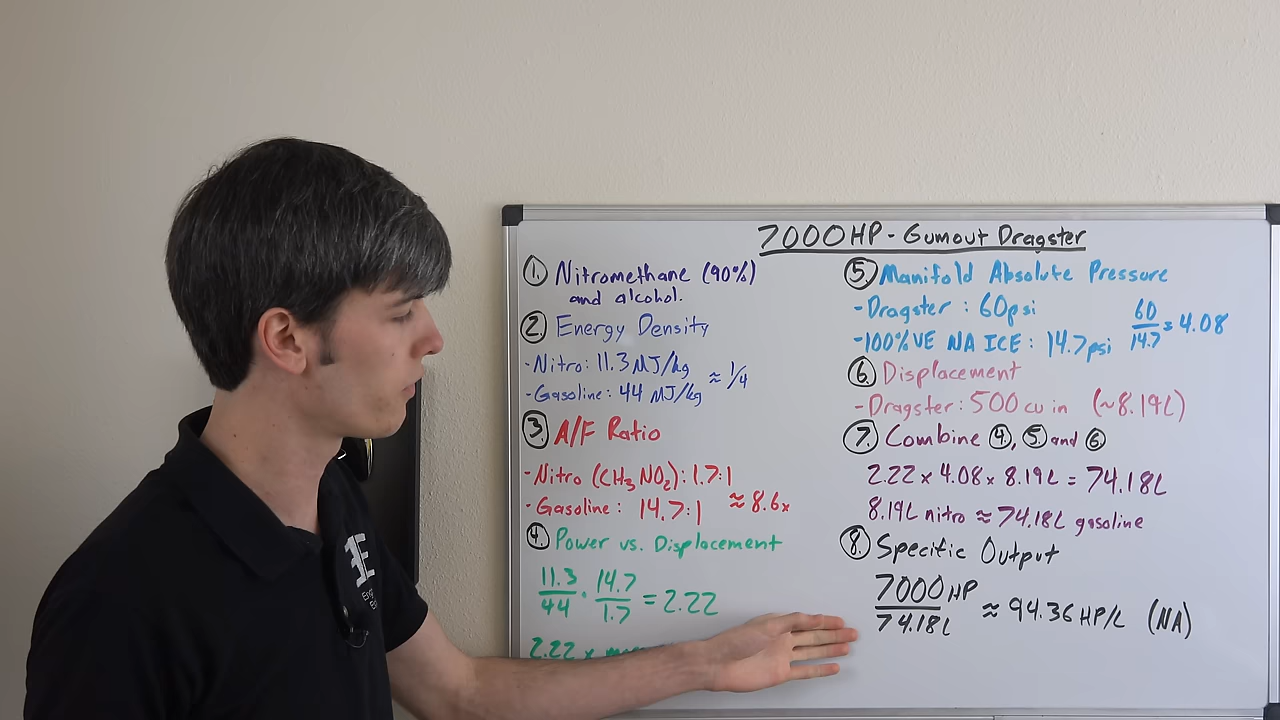 7000 HP - Gumout Dragster
1. Nitromethane (90%)
and alcohol.
2. Energy Density
- Nitro: 11.3 MJ/kg
- Gasoline: 44 MJ/kg
≈ 1/4
3. A/F Ratio
- Nitro (CH3NO2): 1.7:1
- Gasoline: 14.7:1
≈ 8.6x
4. Power vs. Displacement
11.3/44 · 14.7/1.7 = 2.22
2.22 x
5. Manifold Absolute Pressure
- Dragster: 60psi
- 100% VE NA ICE: 14.7psi
60/14.7 = 4.08
6. Displacement
- Dragster: 500 cu in (~8.19L)
7. Combine 4, 5 and 6
2.22 x 4.08 x 8.19L = 74.18L
8.19L nitro ≈ 74.18L gasoline
8. Specific Output
7000 HP/74.18L ≈ 94.36 HP/L (NA)